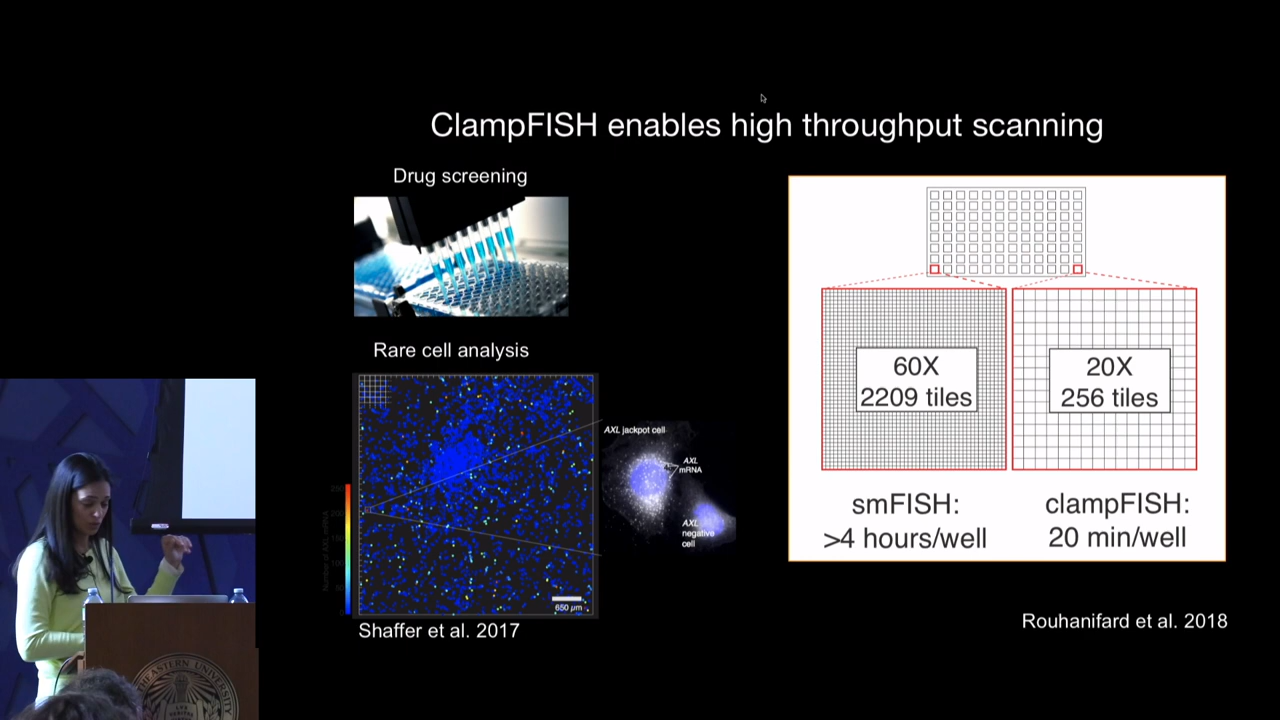 ClampFISH enables high throughput scanning
Drug screening
Rare cell analysis
AXL jackpot cell
AXL
mRNA
AXL
negative
cell
650 µm
Shaffer et al. 2017
60X
2209 tiles
20X
256 tiles
smFISH:
>4 hours/well
clampFISH:
20 min/well
Rouhanifard et al. 2018